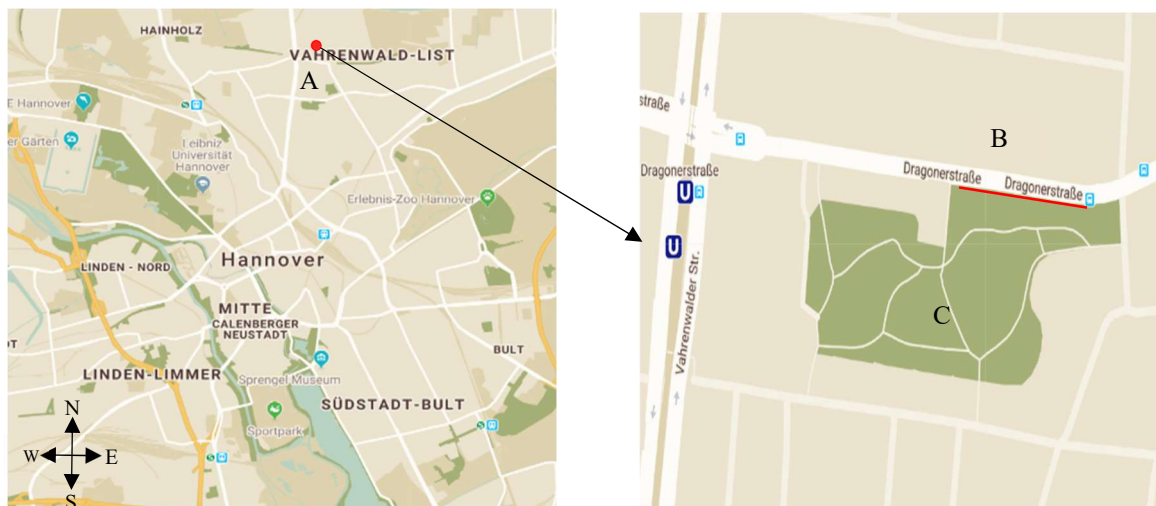 HAINHOLZ
VAHRENWALD-LIST
A
E Hannover
er Gärten
Leibniz
Universität
Hannover
Erlebnis-Zoo Hannover
Hannover
LINDEN - NORD
MITTE
CALENBERGER
NEUSTADT
OT
BULT
LINDEN-LIMMER
Sprengel Museum
SÜDSTADT-BULT
Sportpark
N
W
E
S
straße
B
Dragonerstraße
Dragonerstraße
Dragonerstraße
U
U
Vahrenwalder Str.
C